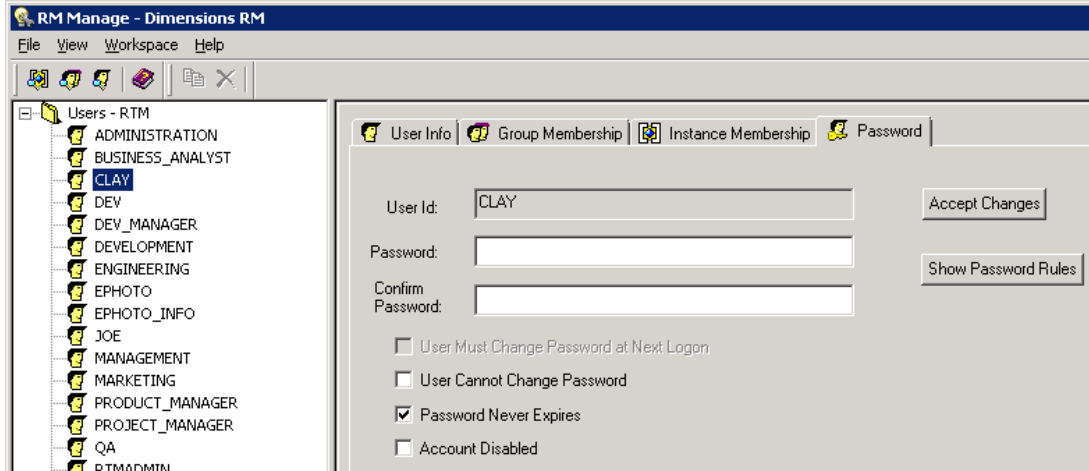 RM Manage - Dimensions RM
File View Workspace Help
Users - RTM
ADMINISTRATION
BUSINESS_ANALYST
CLAY
DEV
DEV_MANAGER
DEVELOPMENT
ENGINEERING
EPHOTO
EPHOTO_INFO
JOE
MANAGEMENT
MARKETING
PRODUCT_MANAGER
PROJECT_MANAGER
QA
RTMADMIN
User Info Group Membership Instance Membership Password
User Id: CLAY Accept Changes
Password:
Show Password Rules
Confirm
Password:
User Must Change Password at Next Logon
User Cannot Change Password
Password Never Expires
Account Disabled